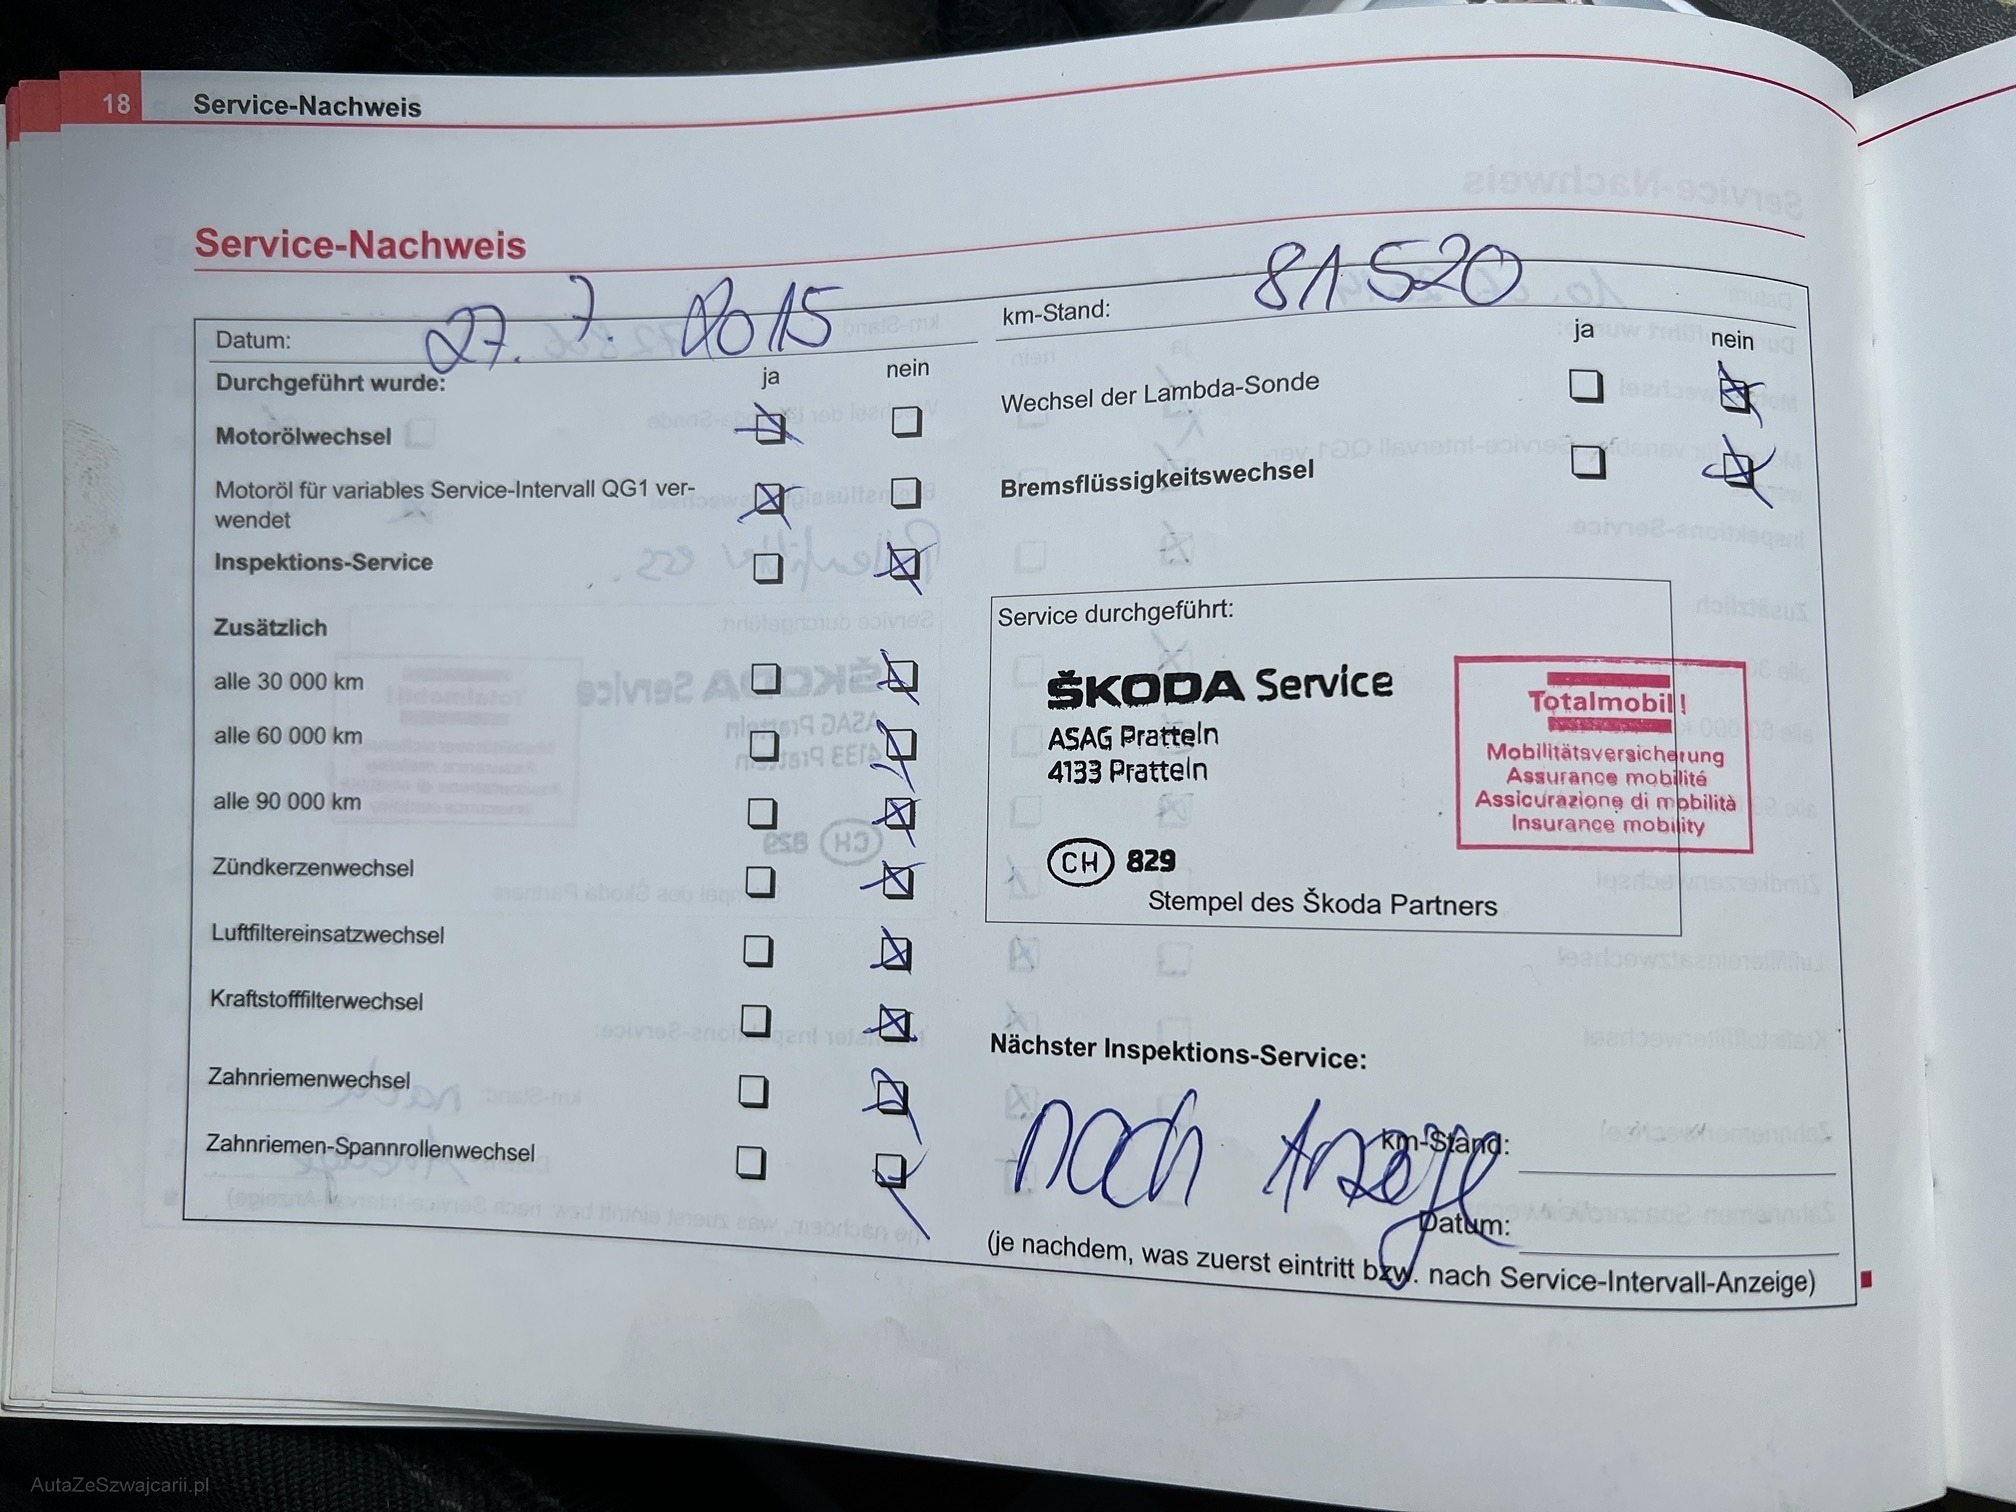 18 Service-Nachweis
Service-Nachweis
Datum: 27. 7. 2015
Durchgeführt wurde: ja nein
Motorölwechsel
Motoröl für variables Service-Intervall QG1 ver-
wendet
Inspektions-Service
Zusätzlich
alle 30 000 km
alle 60 000 km
alle 90 000 km
Zündkerzenwechsel
Luftfiltereinsatzwechsel
Kraftstofffilterwechsel
Zahnriemenwechsel
Zahnriemen-Spannrollenwechsel
km-Stand: 81.520
ja nein
Wechsel der Lambda-Sonde
Bremsflüssigkeitswechsel
Service durchgeführt:
ŠKODA Service
ASAG Pratteln
4133 Pratteln
CH 829
Stempel des Škoda Partners
Totalmobil!
Mobilitätsversicherung
Assurance mobilité
Assicurazione di mobilità
Insurance mobility
Nächster Inspektions-Service:
nach Anzeige
km-Stand:
Datum:
(je nachdem, was zuerst eintritt bzw. nach Service-Intervall-Anzeige)
AutaZeSzwajcarii.pl